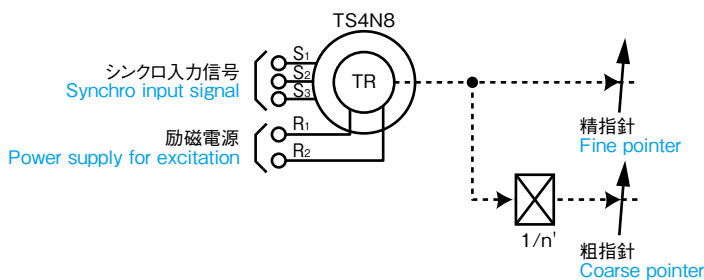 TS4N8
シンクロ入力信号
Synchro input signal
S1
S2
S3
TR
励磁電源
Power supply for excitation
R1
R2
精指針
Fine pointer
1/n'
粗指針
Coarse pointer